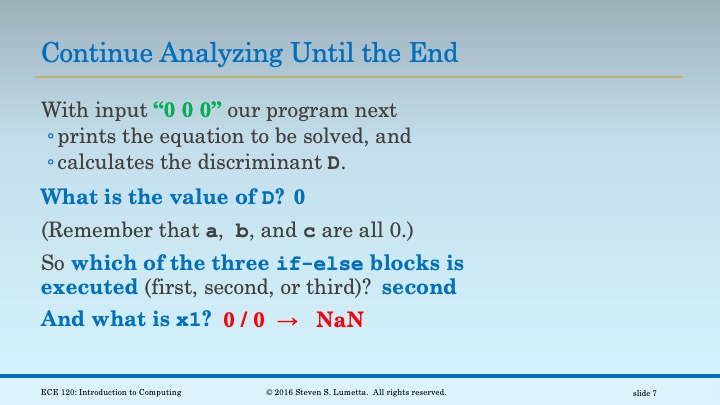 Continue Analyzing Until the End
With input “0 0 0” our program next
◦prints the equation to be solved, and
◦calculates the discriminant D.
What is the value of D? 0
(Remember that a, b, and c are all 0.)
So which of the three if-else blocks is
executed (first, second, or third)? second
And what is x1? 0 / 0 → NaN
ECE 120: Introduction to Computing © 2016 Steven S. Lumetta. All rights reserved. slide 7